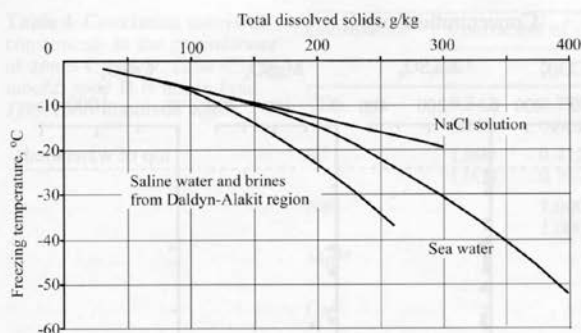 Total dissolved solids, g/kg
0 100 200 300 400
-10
-20
-30
-40
-50
-60
Freezing temperature, °C
NaCl solution
Saline water and brines
from Daldyn-Alakit region
Sea water